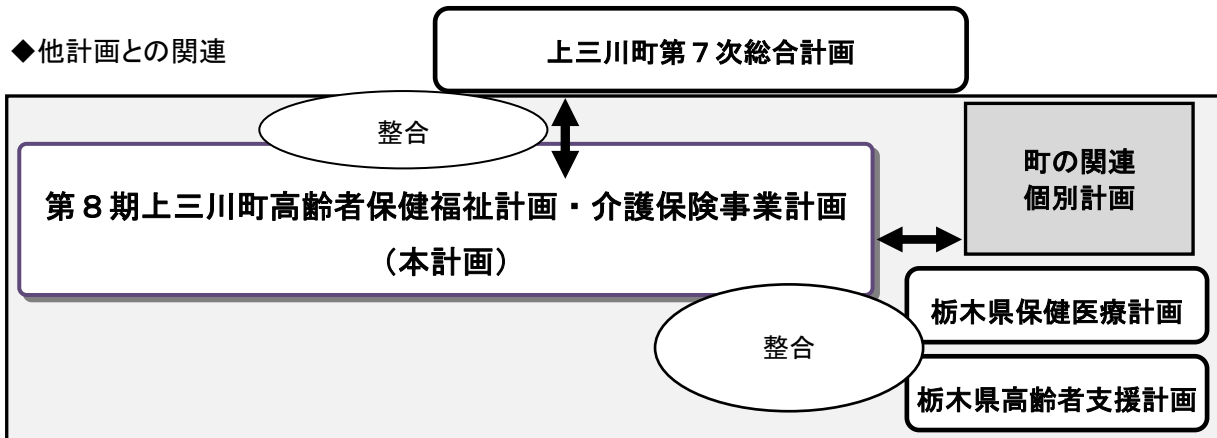 ◆他計画との関連
上三川町第７次総合計画
整合
第８期上三川町高齢者保健福祉計画・介護保険事業計画
（本計画）
町の関連
個別計画
整合
栃木県保健医療計画
栃木県高齢者支援計画